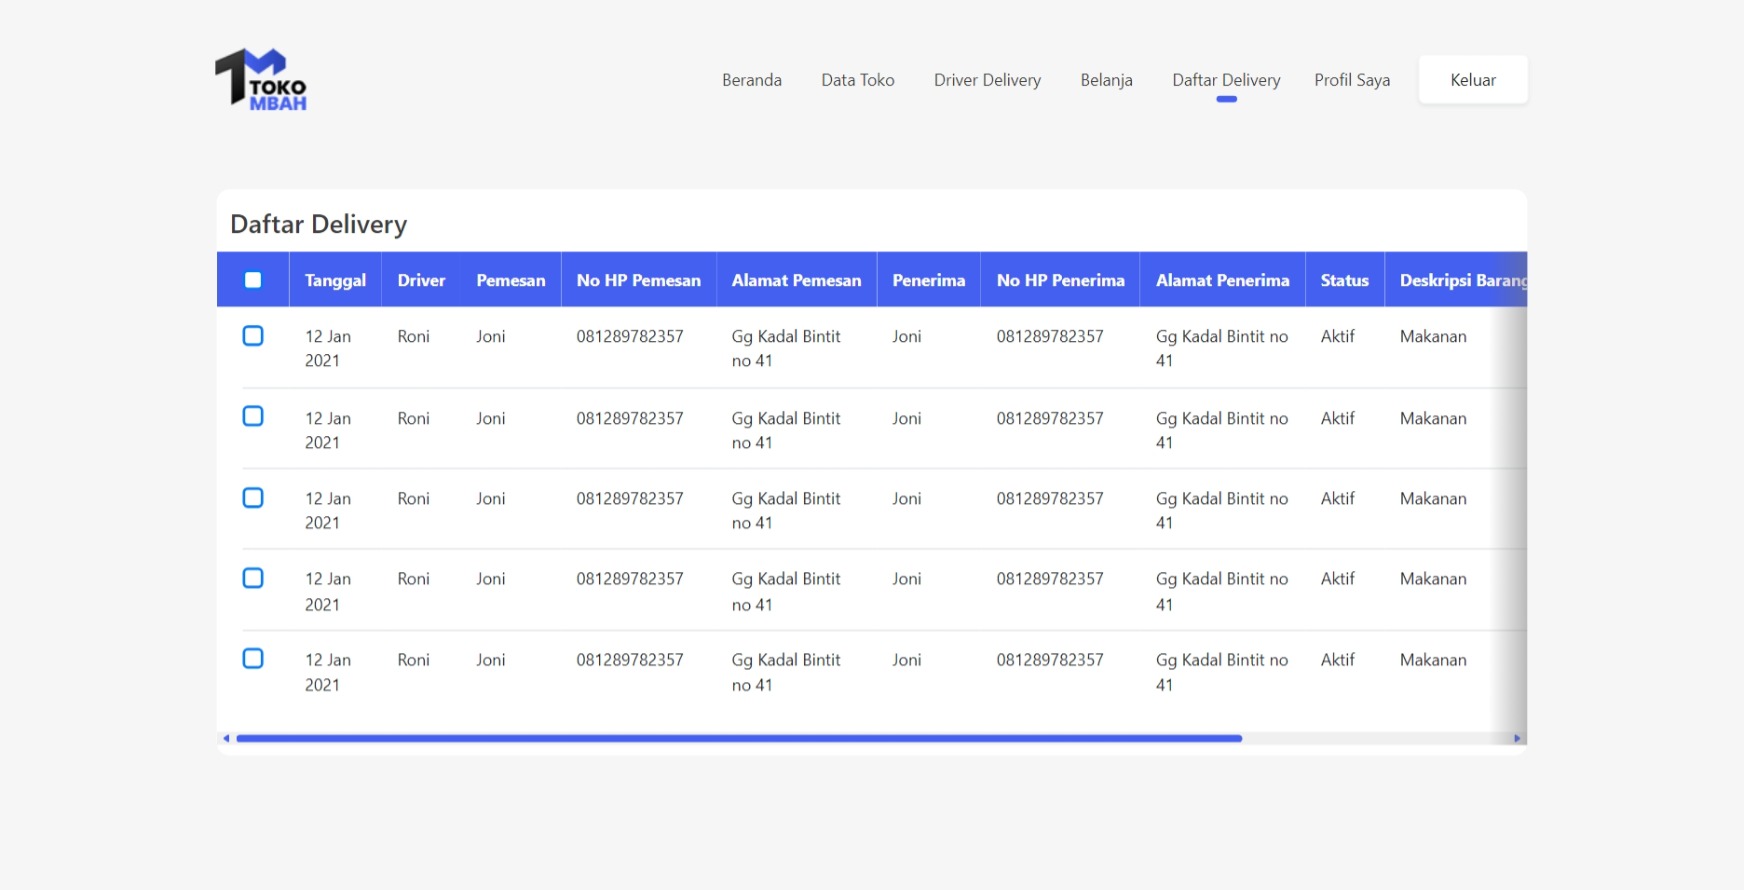 TOKO
MBAH
Beranda Data Toko Driver Delivery Belanja Daftar Delivery Profil Saya Keluar
Daftar Delivery
Tanggal Driver Pemesan No HP Pemesan Alamat Pemesan Penerima No HP Penerima Alamat Penerima Status Deskripsi Barang
12 Jan Roni Joni 081289782357 Gg Kadal Bintit Joni 081289782357 Gg Kadal Bintit no Aktif Makanan
2021 no 41 41
12 Jan Roni Joni 081289782357 Gg Kadal Bintit Joni 081289782357 Gg Kadal Bintit no Aktif Makanan
2021 no 41 41
12 Jan Roni Joni 081289782357 Gg Kadal Bintit Joni 081289782357 Gg Kadal Bintit no Aktif Makanan
2021 no 41 41
12 Jan Roni Joni 081289782357 Gg Kadal Bintit Joni 081289782357 Gg Kadal Bintit no Aktif Makanan
2021 no 41 41
12 Jan Roni Joni 081289782357 Gg Kadal Bintit Joni 081289782357 Gg Kadal Bintit no Aktif Makanan
2021 no 41 41